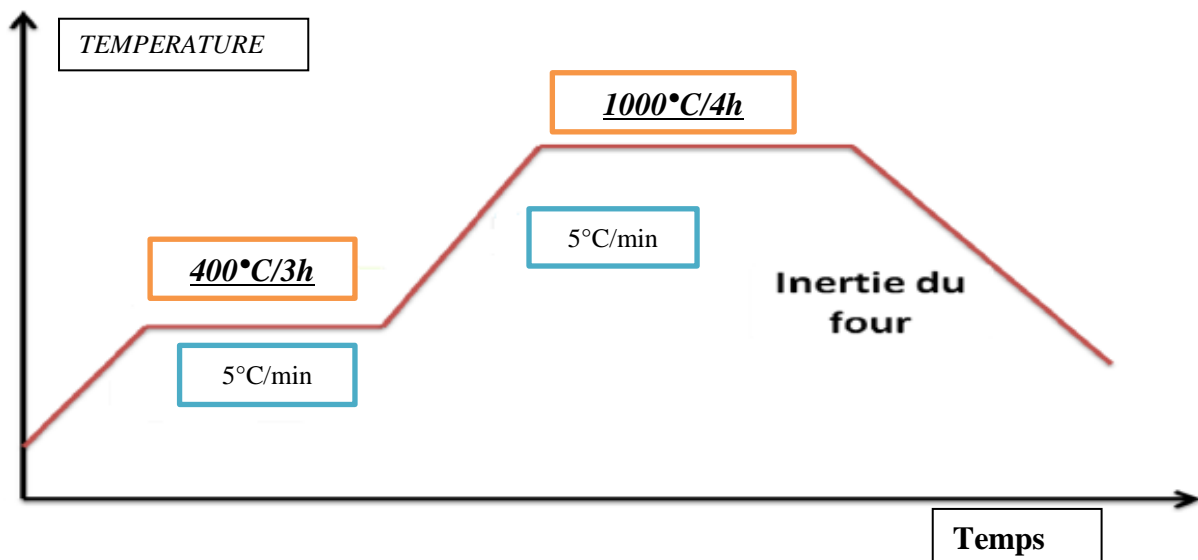 TEMPERATURE
1000°C/4h
5°C/min
400°C/3h
5°C/min
Inertie du
four
Temps